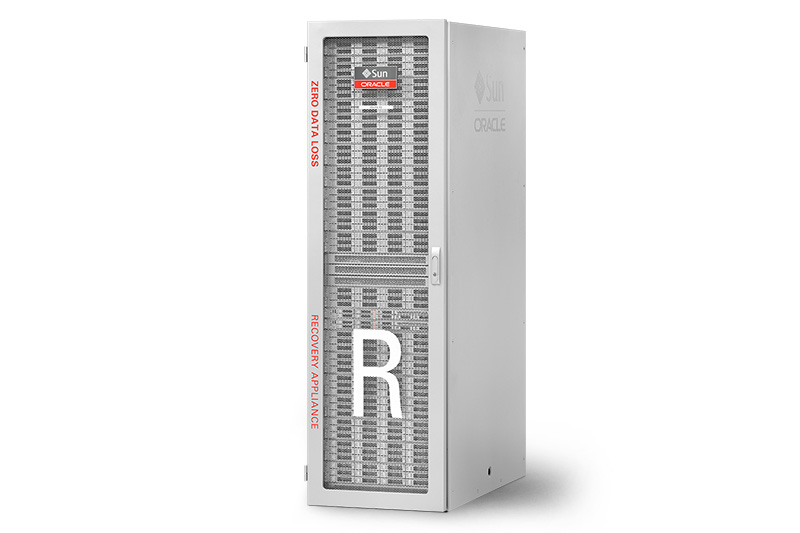 Sun
ORACLE
ZERO DATA LOSS
RECOVERY APPLIANCE
R
Sun
ORACLE